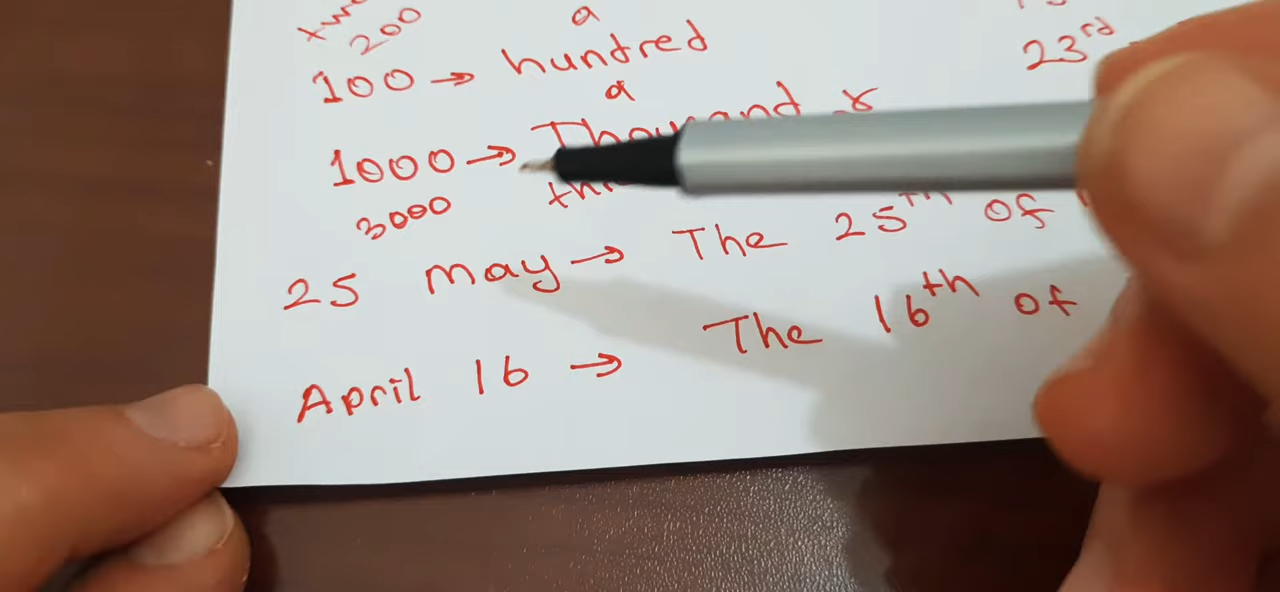 200
a
100 → hundred
23rd
a
1000 → Thousand
3000
25 May → The 25th of
April 16 → The 16th of